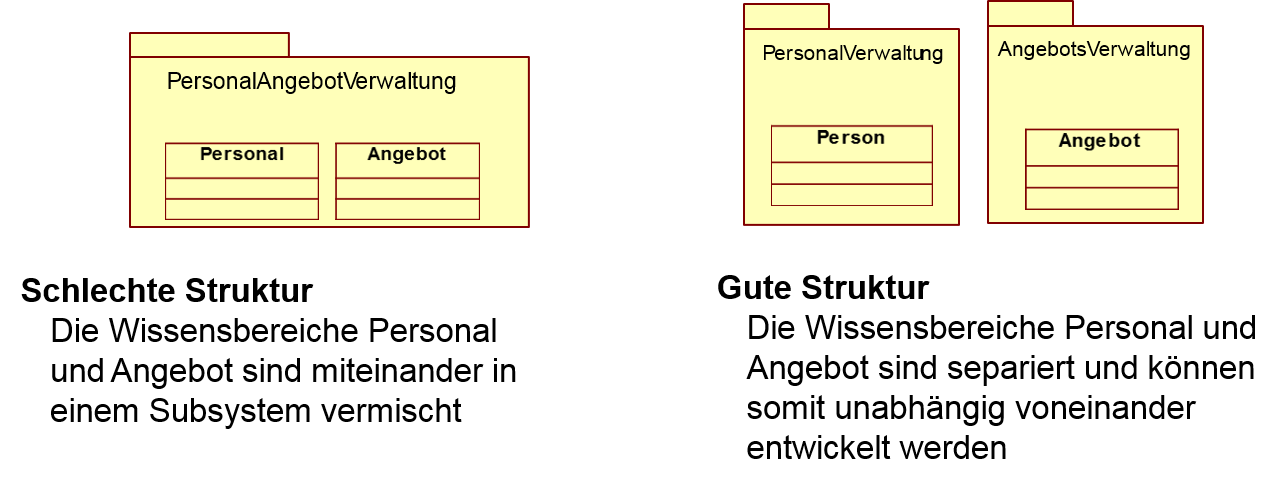 PersonalAngebotVerwaltung
Personal
Angebot
Schlechte Struktur
Die Wissensbereiche Personal
und Angebot sind miteinander in
einem Subsystem vermischt
PersonalVerwaltung
Person
AngebotsVerwaltung
Angebot
Gute Struktur
Die Wissensbereiche Personal und
Angebot sind separiert und können
somit unabhängig voneinander
entwickelt werden